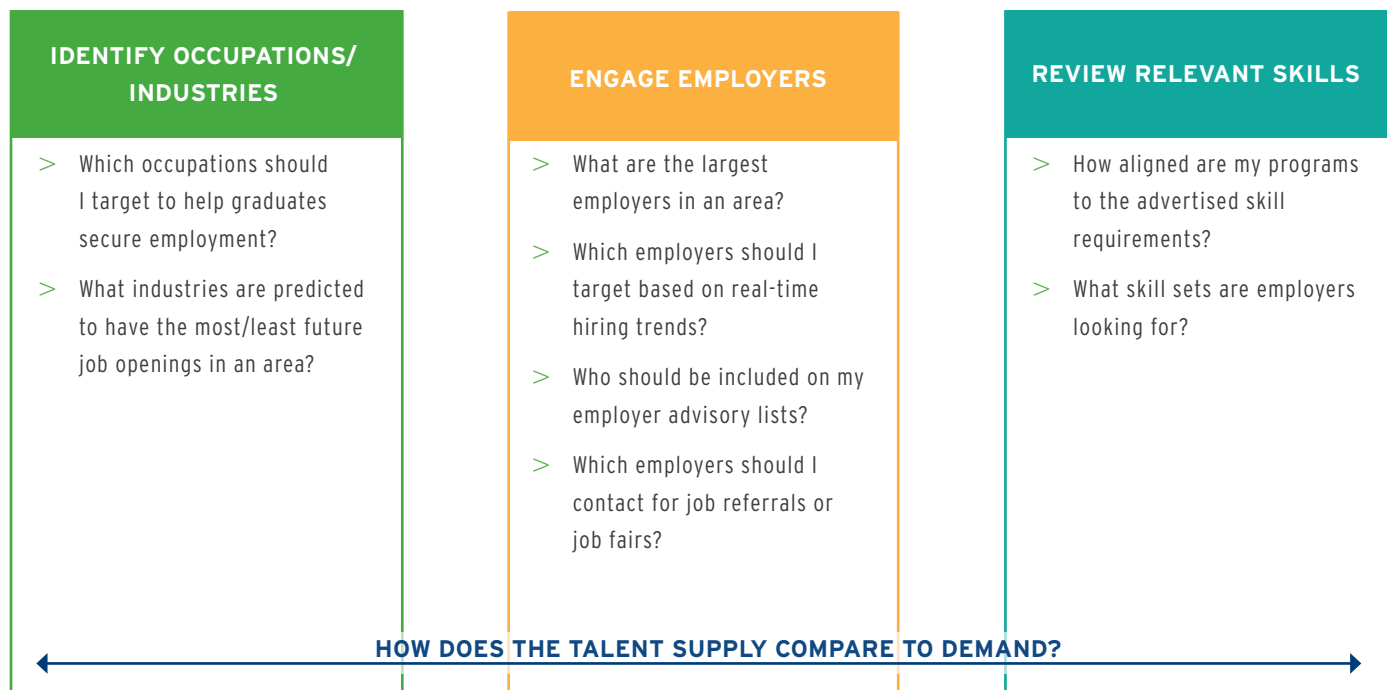 IDENTIFY OCCUPATIONS/
INDUSTRIES
> Which occupations should
I target to help graduates
secure employment?
> What industries are predicted
to have the most/least future
job openings in an area?
ENGAGE EMPLOYERS
> What are the largest
employers in an area?
> Which employers should I
target based on real-time
hiring trends?
> Who should be included on my
employer advisory lists?
> Which employers should I
contact for job referrals or
job fairs?
REVIEW RELEVANT SKILLS
> How aligned are my programs
to the advertised skill
requirements?
> What skill sets are employers
looking for?
HOW DOES THE TALENT SUPPLY COMPARE TO DEMAND?